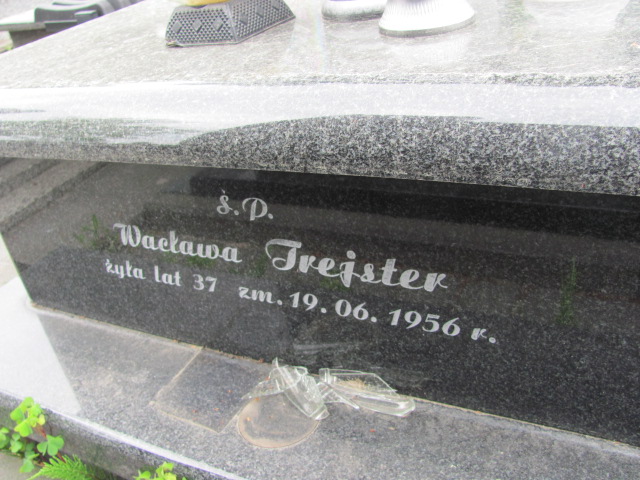 Ś.P.
Wacława Trejster
żyła lat 37 zm. 19.06.1956 r.